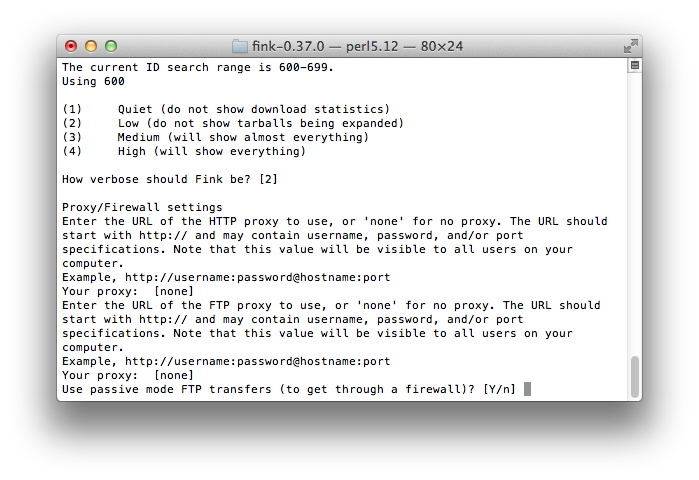 fink-0.37.0 — perl5.12 — 80×24
The current ID search range is 600-699.
Using 600
(1)     Quiet (do not show download statistics)
(2)     Low (do not show tarballs being expanded)
(3)     Medium (will show almost everything)
(4)     High (will show everything)
How verbose should Fink be? [2]
Proxy/Firewall settings
Enter the URL of the HTTP proxy to use, or 'none' for no proxy. The URL should
start with http:// and may contain username, password, and/or port
specifications. Note that this value will be visible to all users on your
computer.
Example, http://username:password@hostname:port
Your proxy:  [none]
Enter the URL of the FTP proxy to use, or 'none' for no proxy. The URL should
start with http:// and may contain username, password, and/or port
specifications. Note that this value will be visible to all users on your
computer.
Example, http://username:password@hostname:port
Your proxy:  [none]
Use passive mode FTP transfers (to get through a firewall)? [Y/n]